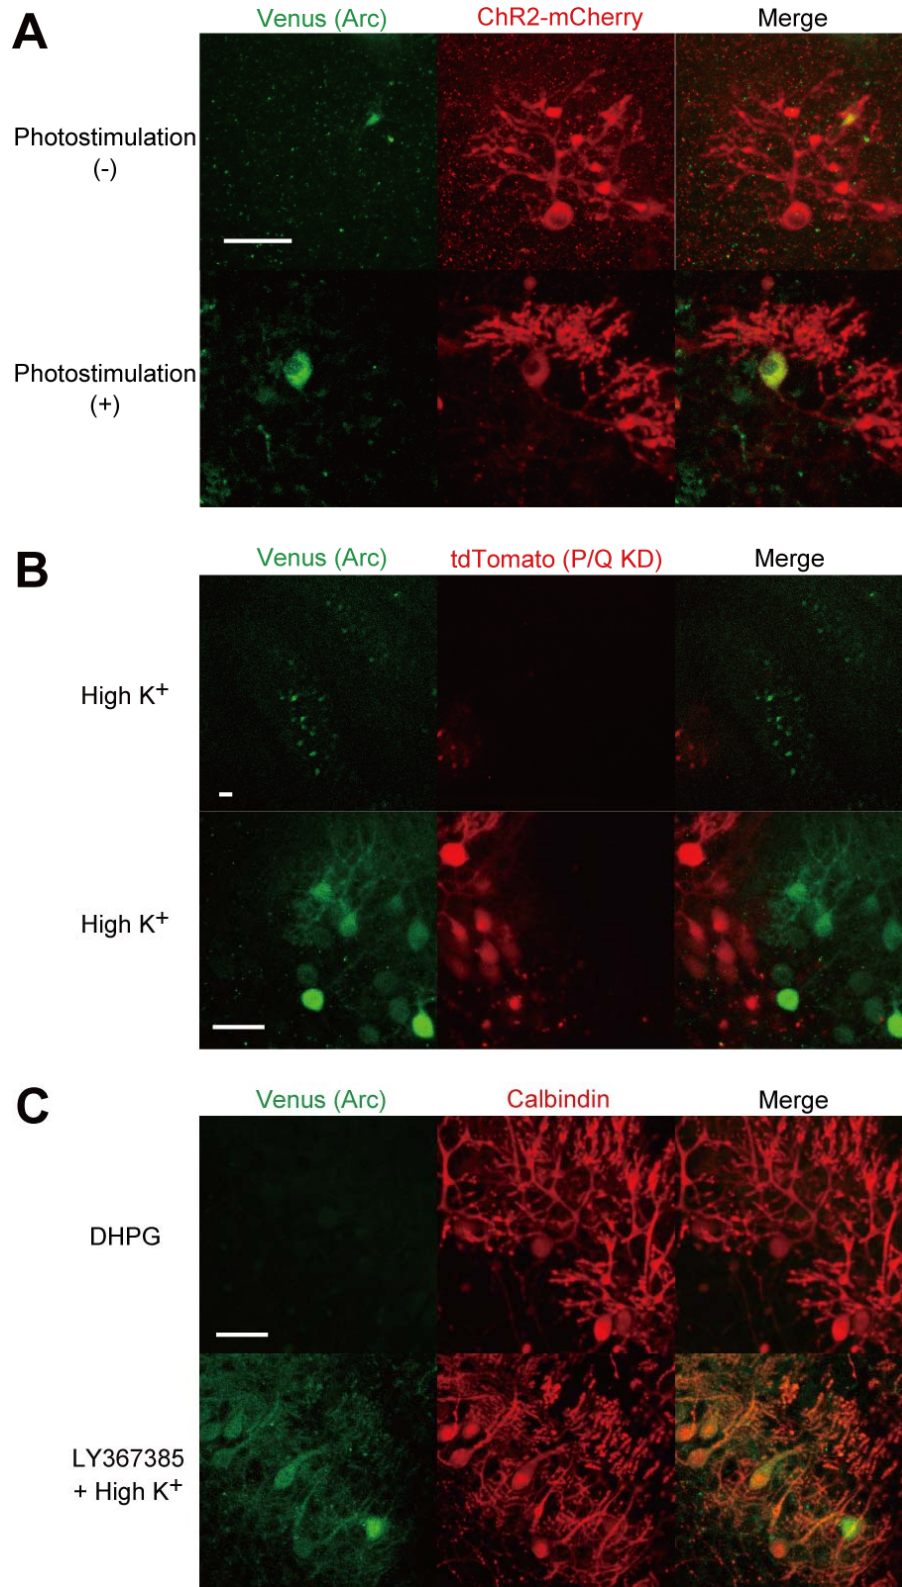 A
Venus (Arc) ChR2-mCherry Merge
Photostimulation
(-)
Photostimulation
(+)
B
Venus (Arc) tdTomato (P/Q KD) Merge
High K+
High K+
C
Venus (Arc) Calbindin Merge
DHPG
LY367385
+ High K+